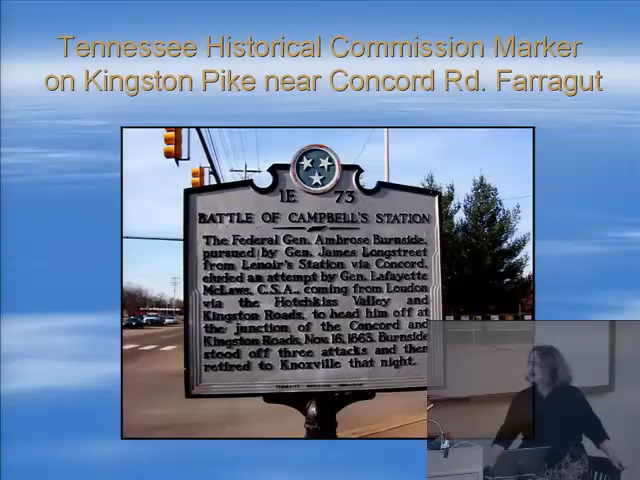 Tennessee Historical Commission Marker
on Kingston Pike near Concord Rd. Farragut
1E 73
BATTLE OF CAMPBELL'S STATION
The Federal Gen. Ambrose Burnside,
pursued by Gen. James Longstreet
from Lenoir's Station via Concord,
eluded an attempt by Gen. Lafayette
McLaws, C.S.A., coming from Loudon
via the Hotchkiss Valley and
Kingston Roads, to head him off at
the junction of the Concord and
Kingston Roads, Nov. 16, 1863. Burnside
stood off three attacks and then
retired to Knoxville that night.
TENNESSEE HISTORICAL COMMISSION